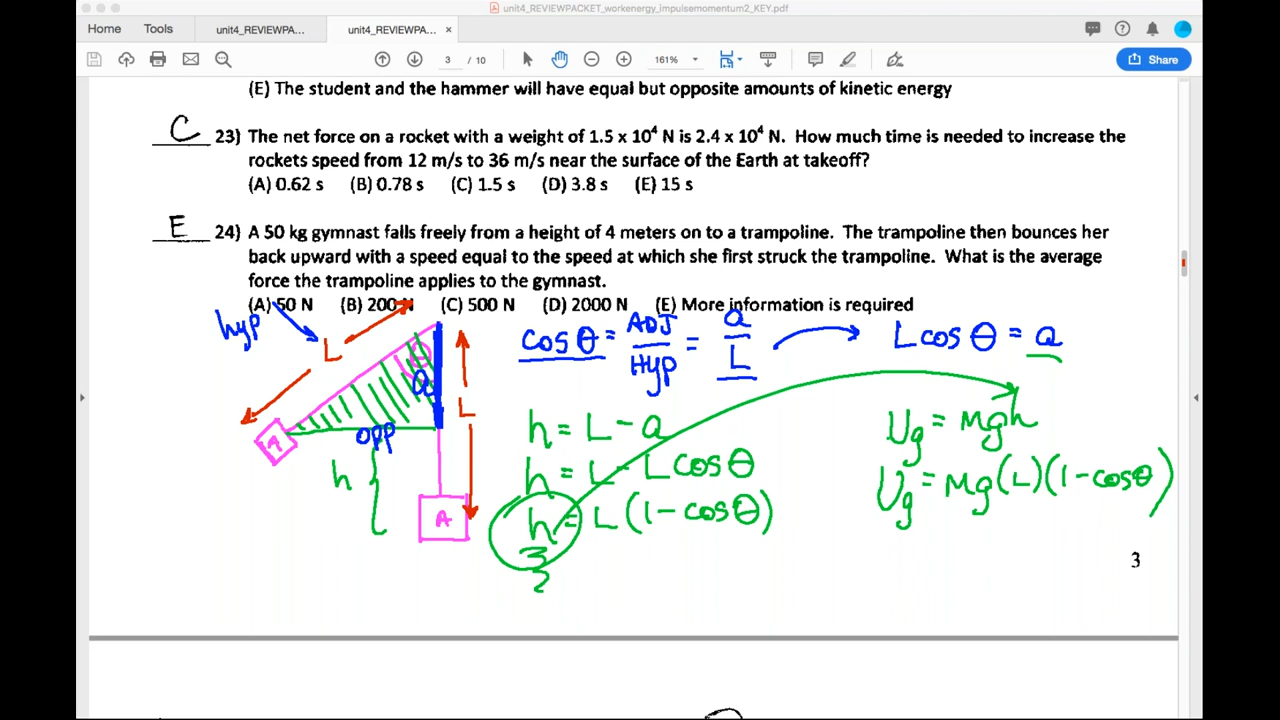 unit4_REVIEWPACKET_workenergy_impulsemomentum2_KEY.pdf
Home Tools unit4_REVIEWPA... unit4_REVIEWPA... ×
3 / 10 161% Share
(E) The student and the hammer will have equal but opposite amounts of kinetic energy
C 23) The net force on a rocket with a weight of 1.5 x 10⁴ N is 2.4 x 10⁴ N. How much time is needed to increase the
rockets speed from 12 m/s to 36 m/s near the surface of the Earth at takeoff?
(A) 0.62 s (B) 0.78 s (C) 1.5 s (D) 3.8 s (E) 15 s
E 24) A 50 kg gymnast falls freely from a height of 4 meters on to a trampoline. The trampoline then bounces her
back upward with a speed equal to the speed at which she first struck the trampoline. What is the average
force the trampoline applies to the gymnast.
(A) 50 N (B) 200 N (C) 500 N (D) 2000 N (E) More information is required
hyp L θ a L opp h A
cosθ = ADJ/HYP = a/L
Lcosθ = a
h = L - a
h = L - Lcosθ
h = L(1-cosθ)
Ug = mgh
Ug = mg(L)(1-cosθ)
3